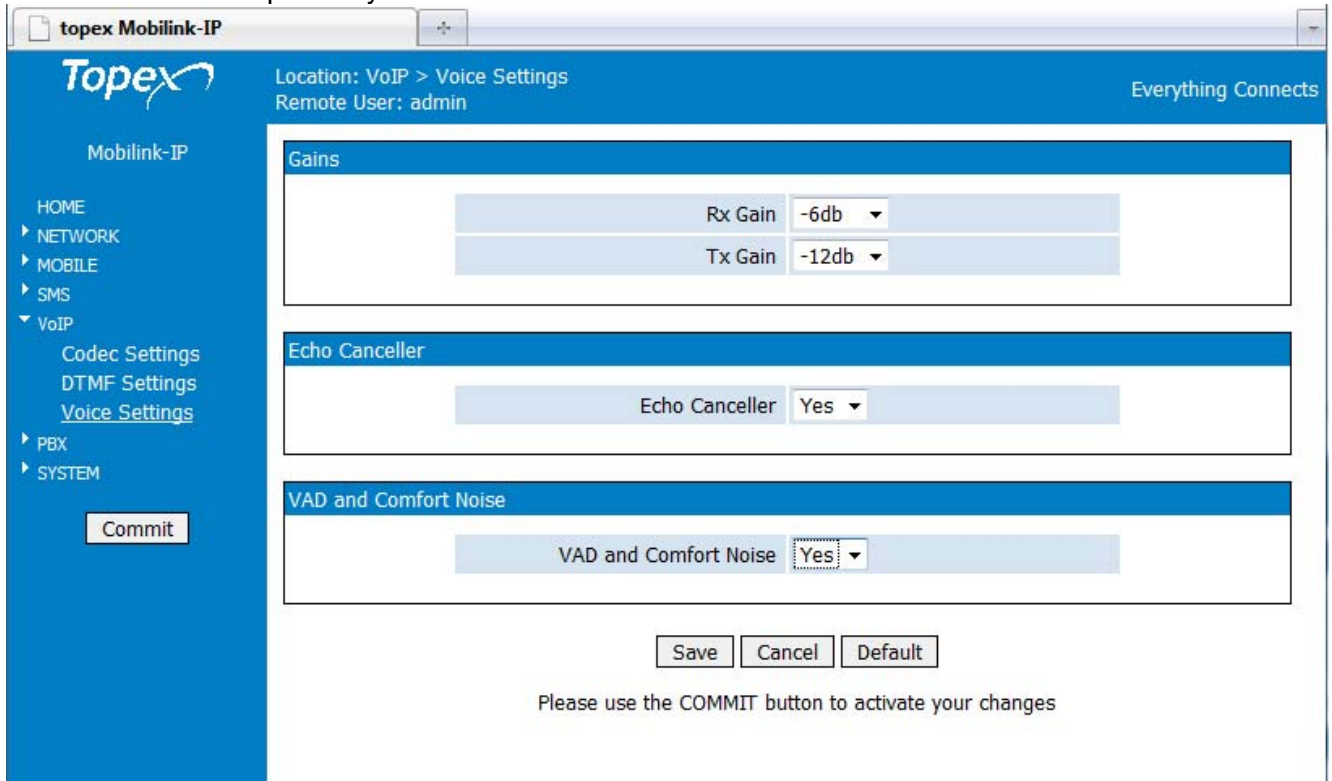 topex Mobilink-IP
Topex
Location: VoIP > Voice Settings
Remote User: admin
Everything Connects
Mobilink-IP
HOME
NETWORK
MOBILE
SMS
VoIP
Codec Settings
DTMF Settings
Voice Settings
PBX
SYSTEM
Commit
Gains
Rx Gain -6db
Tx Gain -12db
Echo Canceller
Echo Canceller Yes
VAD and Comfort Noise
VAD and Comfort Noise Yes
Save Cancel Default
Please use the COMMIT button to activate your changes